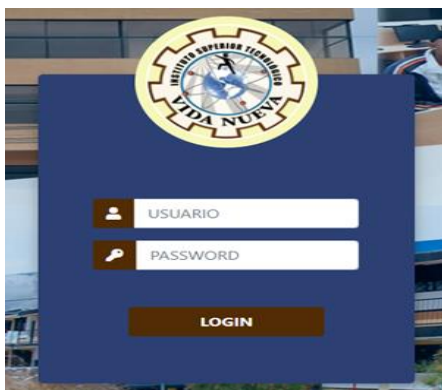 INSTITUTO SUPERIOR TECNOLÓGICO
VIDA NUEVA
USUARIO
PASSWORD
LOGIN